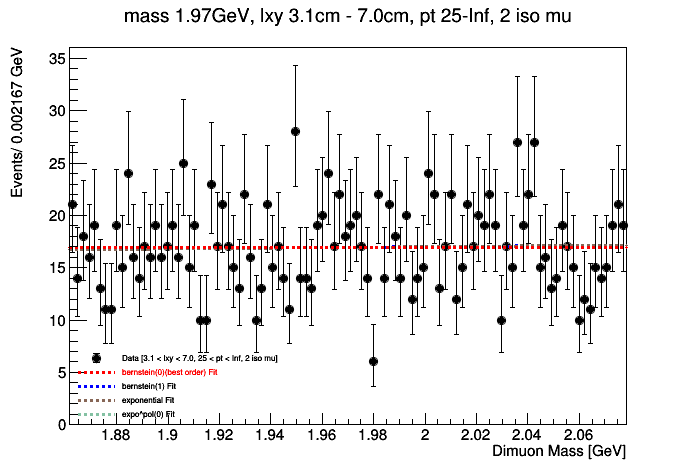 mass 1.97GeV, lxy 3.1cm - 7.0cm, pt 25-Inf, 2 iso mu
Events/ 0.002167 GeV
35
30
25
20
15
10
5
0
Data [3.1 < lxy < 7.0, 25 < pt < Inf, 2 iso mu]
bernstein(0)(best order) Fit
bernstein(1) Fit
exponential Fit
expo*pol(0) Fit
1.88 1.9 1.92 1.94 1.96 1.98 2 2.02 2.04 2.06
Dimuon Mass [GeV]